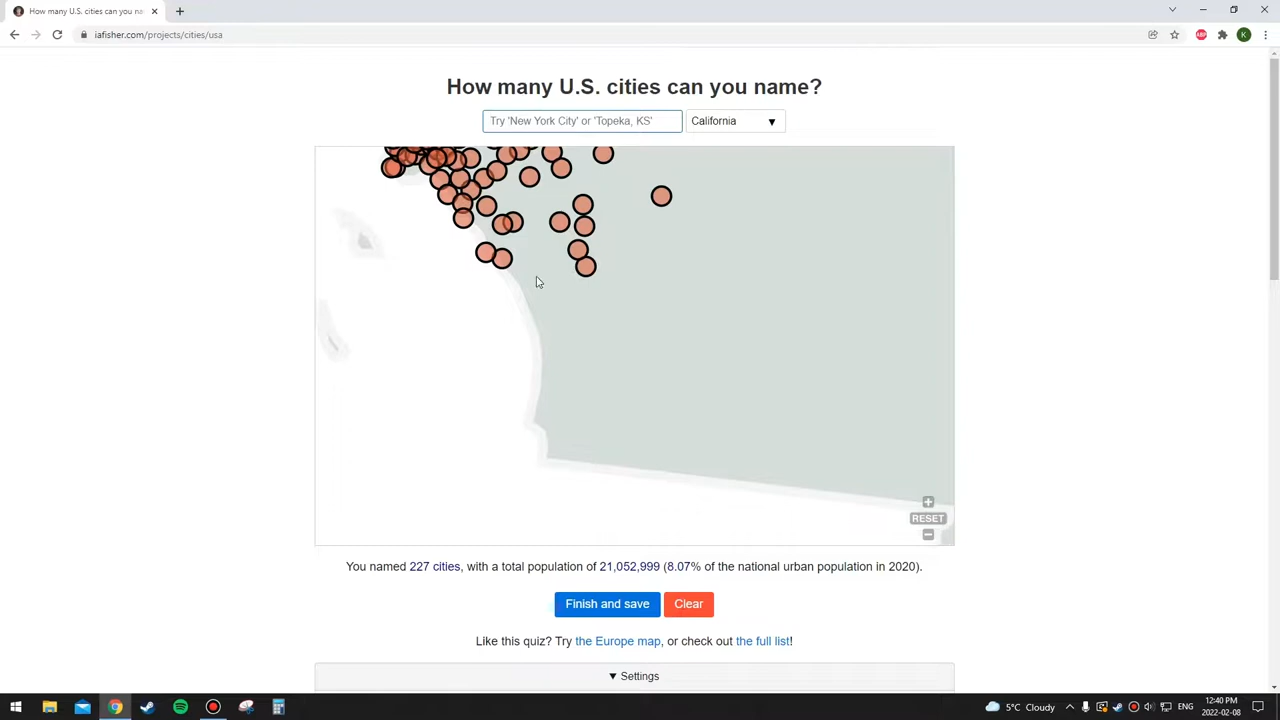 How many U.S. cities can you na
iafisher.com/projects/cities/usa
ABP
K
How many U.S. cities can you name?
Try 'New York City' or 'Topeka, KS'
California ▼
+
RESET
−
You named 227 cities, with a total population of 21,052,999 (8.07% of the national urban population in 2020).
Finish and save
Clear
Like this quiz? Try the Europe map, or check out the full list!
▼ Settings
5°C Cloudy
ENG
12:40 PM
2022-02-08